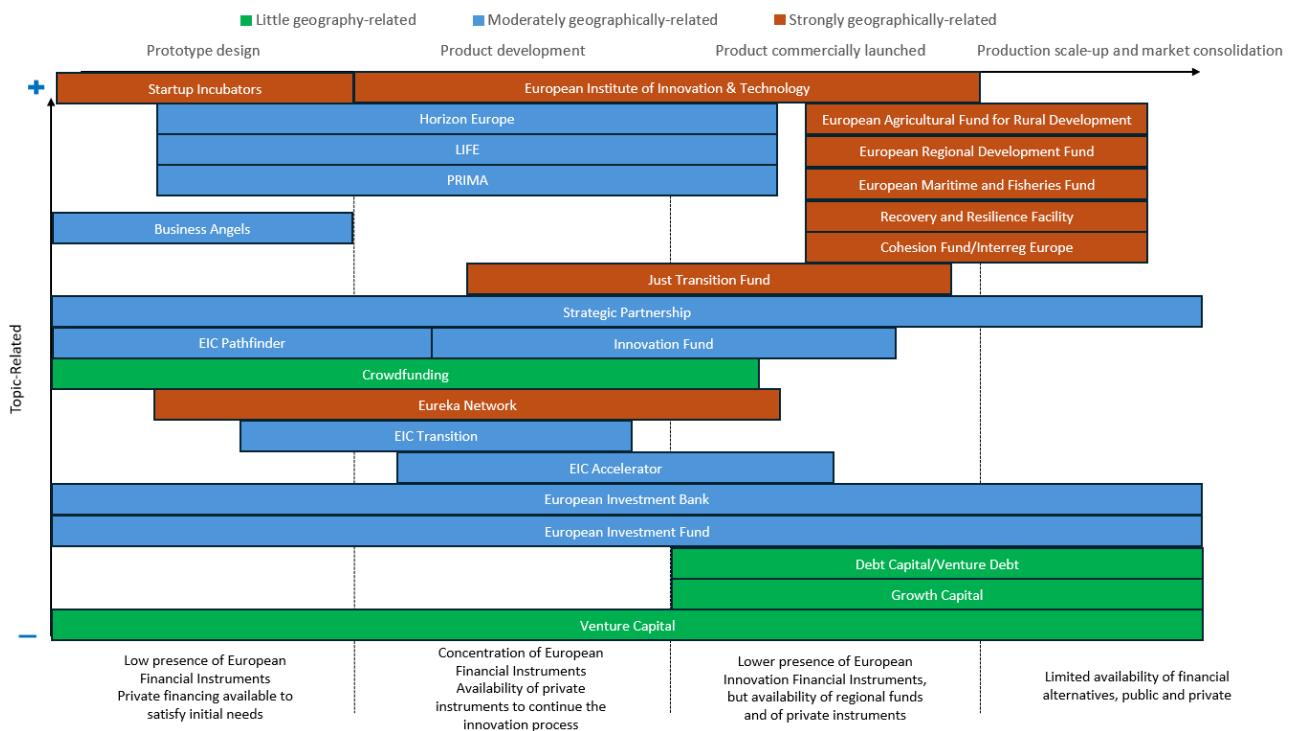 Little geography-related
Moderately geographically-related
Strongly geographically-related
Prototype design
Product development
Product commercially launched
Production scale-up and market consolidation
Startup Incubators
European Institute of Innovation & Technology
Horizon Europe
European Agricultural Fund for Rural Development
LIFE
European Regional Development Fund
PRIMA
European Maritime and Fisheries Fund
Business Angels
Recovery and Resilience Facility
Cohesion Fund/Interreg Europe
Just Transition Fund
Strategic Partnership
EIC Pathfinder
Innovation Fund
Topic-Related
Crowdfunding
Eureka Network
EIC Transition
EIC Accelerator
European Investment Bank
European Investment Fund
Debt Capital/Venture Debt
Growth Capital
Venture Capital
Low presence of European
Financial Instruments
Private financing available to
satisfy initial needs
Concentration of European
Financial Instruments
Availability of private
instruments to continue the
innovation process
Lower presence of European
Innovation Financial Instruments,
but availability of regional funds
and of private instruments
Limited availability of financial
alternatives, public and private